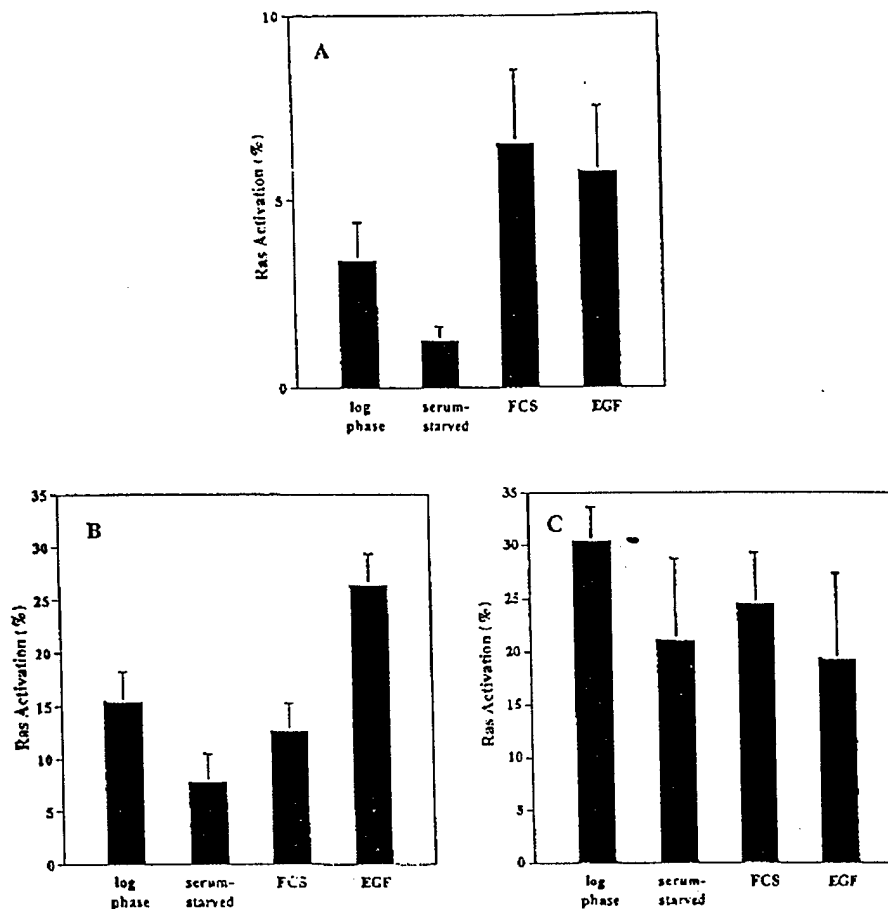 10
A
Ras Activation (%)
5
0
log phase
serum-starved
FCS
EGF
35
B
30
25
Ras Activation (%)
20
15
10
5
0
log phase
serum-starved
FCS
EGF
35
C
30
25
Ras Activation (%)
20
15
10
5
0
log phase
serum-starved
FCS
EGF